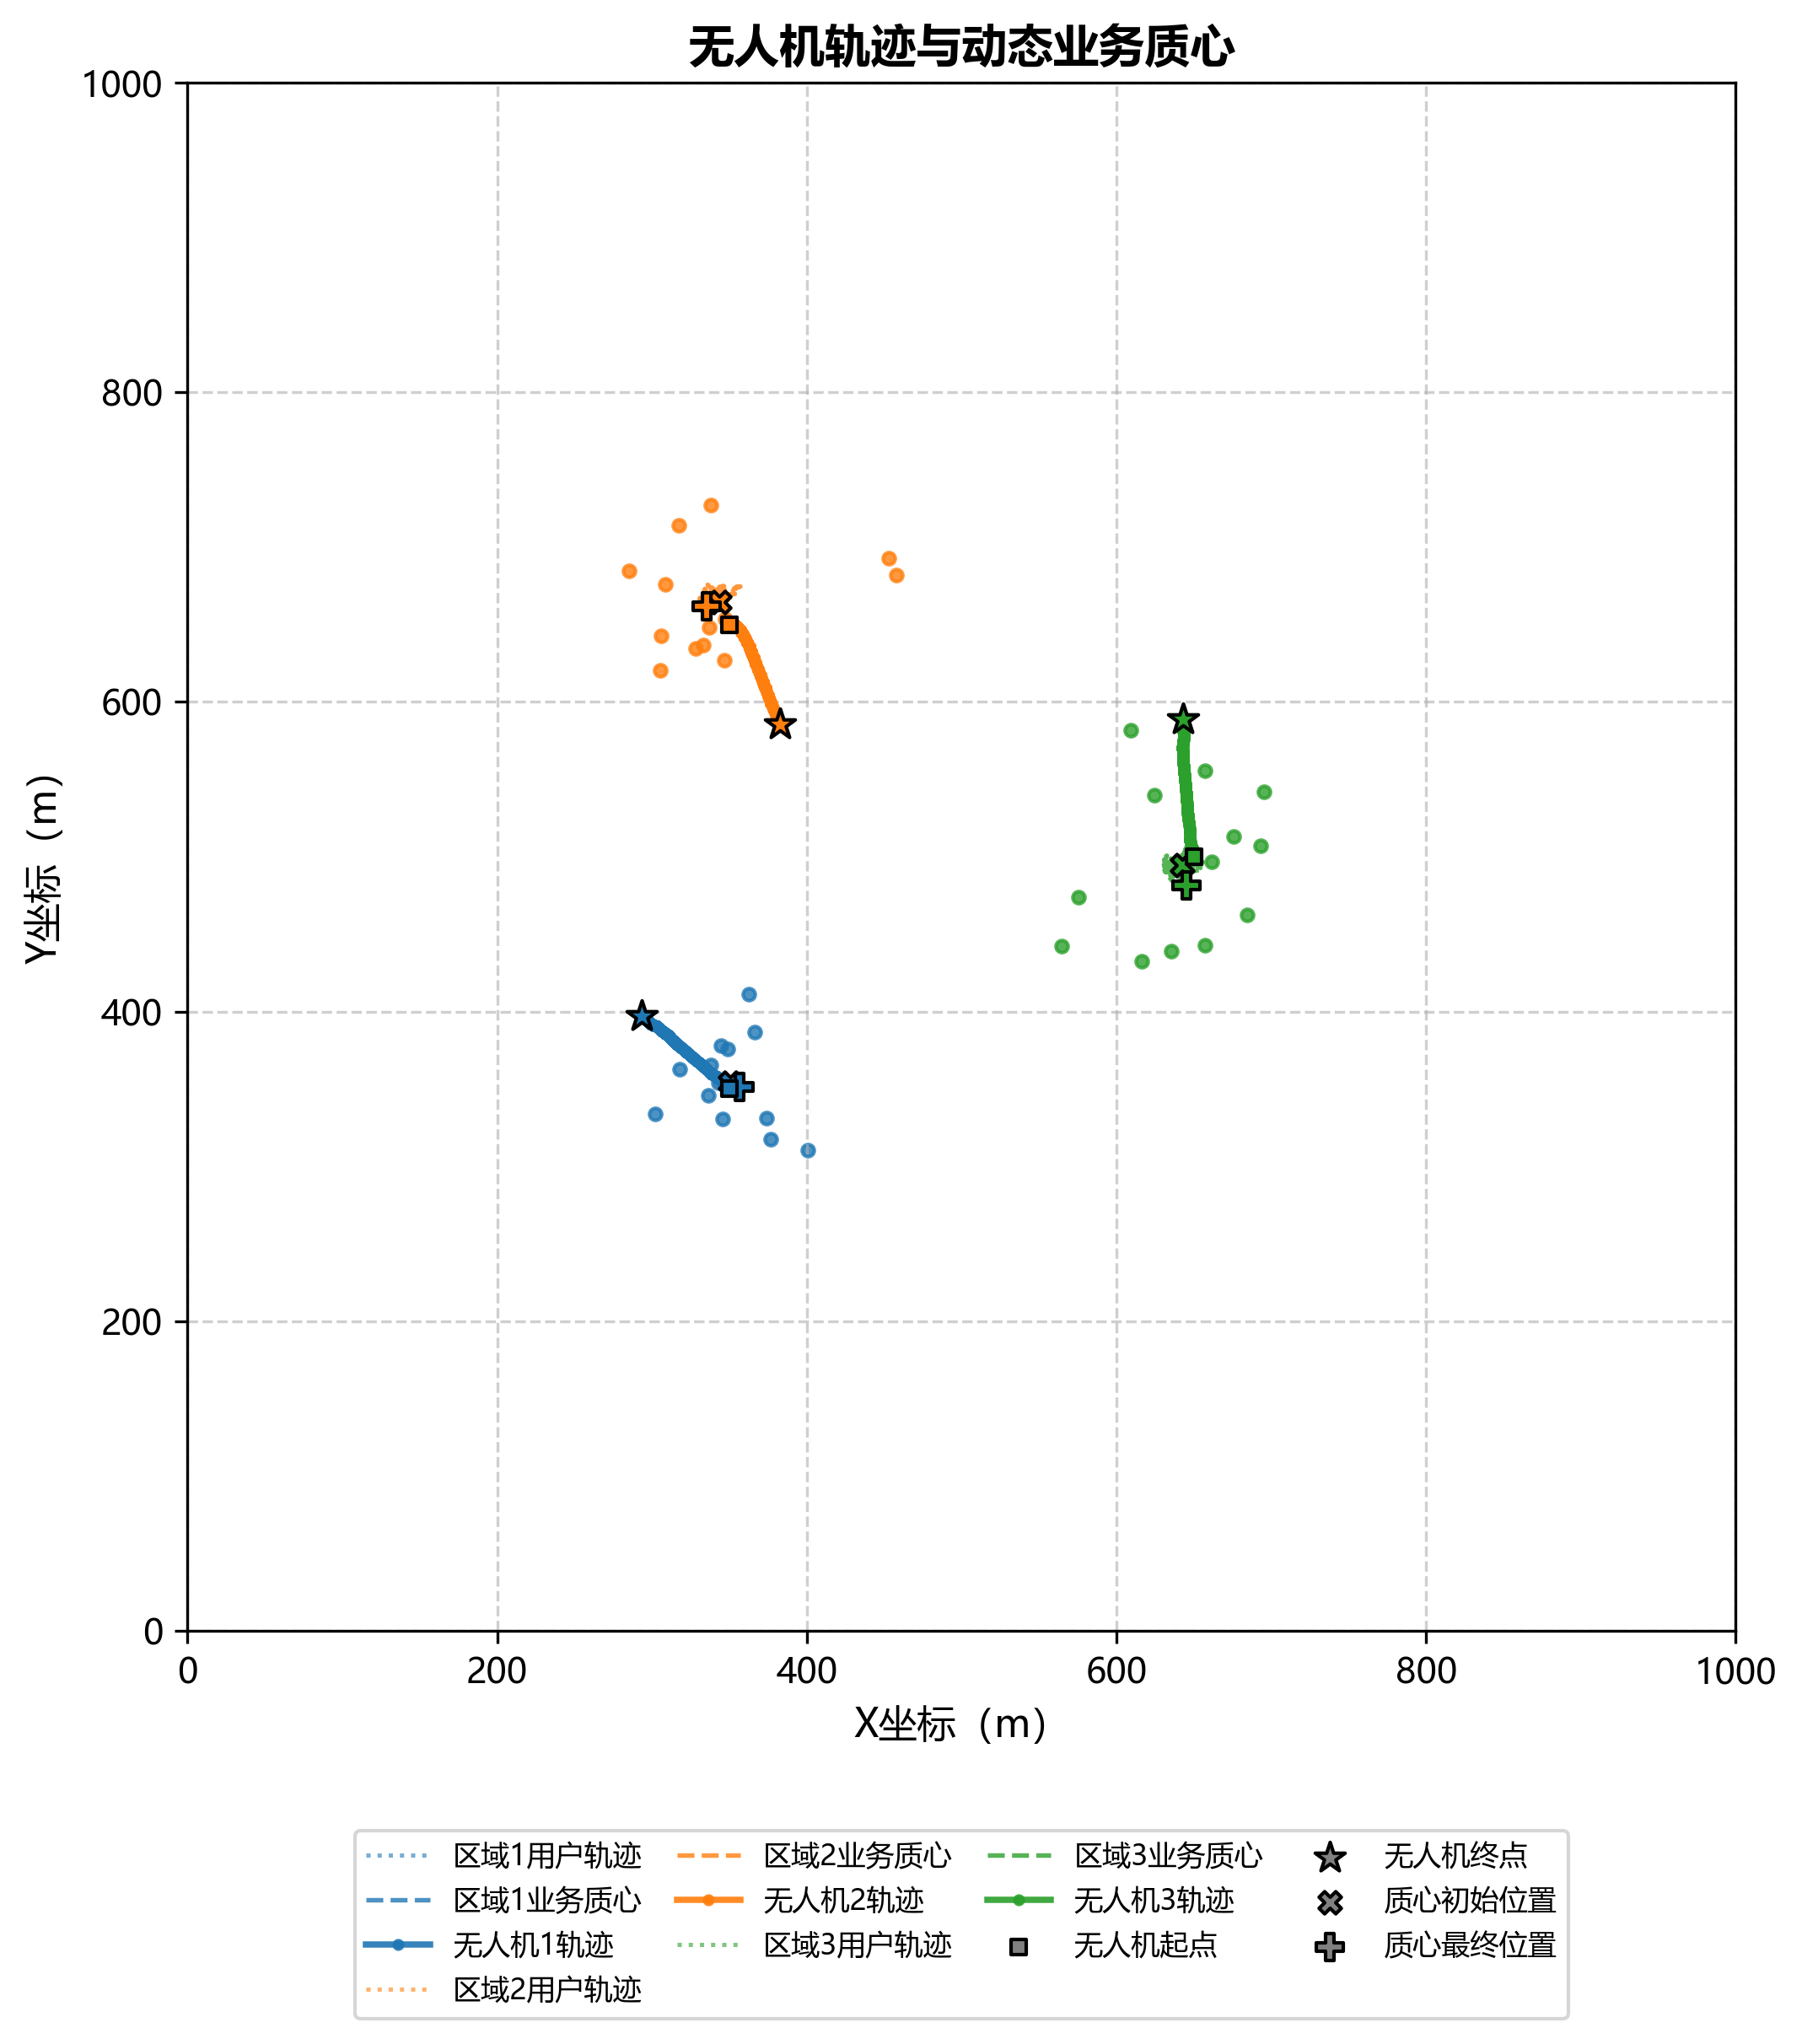 无人机轨迹与动态业务质心
1000
800
600
400
200
0
Y坐标（m）
0 200 400 600 800 1000
X坐标（m）
区域1用户轨迹 区域2业务质心 区域3业务质心 无人机终点
区域1业务质心 无人机2轨迹 无人机3轨迹 质心初始位置
无人机1轨迹 区域3用户轨迹 无人机起点 质心最终位置
区域2用户轨迹